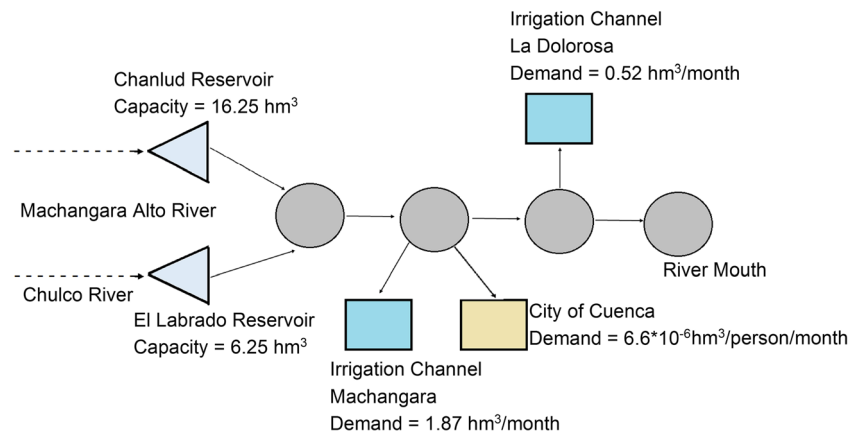 Irrigation Channel
La Dolorosa
Demand = 0.52 hm³/month
Chanlud Reservoir
Capacity = 16.25 hm³
Machangara Alto River
River Mouth
Chulco River
El Labrado Reservoir
Capacity = 6.25 hm³
City of Cuenca
Demand = 6.6*10⁻⁶hm³/person/month
Irrigation Channel
Machangara
Demand = 1.87 hm³/month